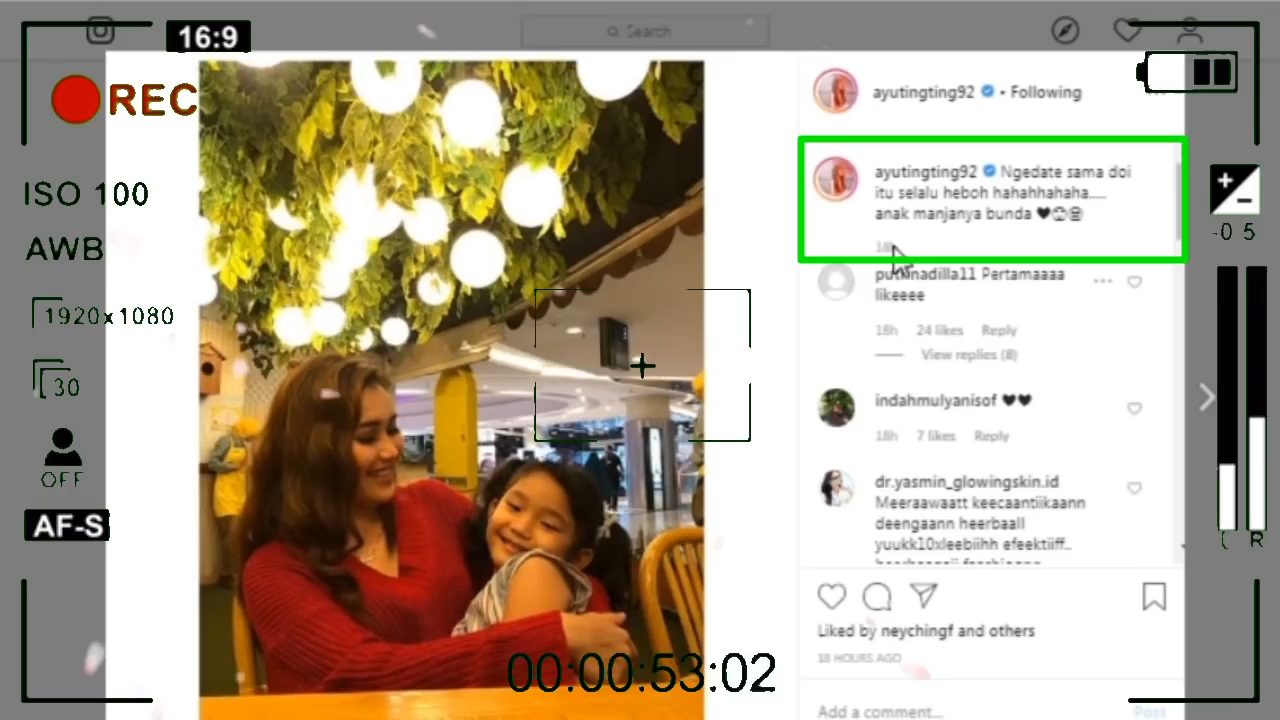 16:9
Search
REC
ayutingting92 • Following
ISO 100
ayutingting92 Ngedate sama doi
itu selalu heboh hahahhahaha.....
anak manjanya bunda ♥
18h
-0 5
AWB
Pertamaaaa
likeeee
1920x1080
18h 24 likes Reply
View replies (8)
30
indahmulyanisof ♥♥
18h 7 likes Reply
OFF
dr.yasmin_glowingskin.id
Meeraawaatt keecaantiikaann
deengaann heerbaall
yuukk10xleebiihh efeektiiff..
AF-S
R
Liked by neychingf and others
18 HOURS AGO
00:00:53:02
Add a comment...
Post